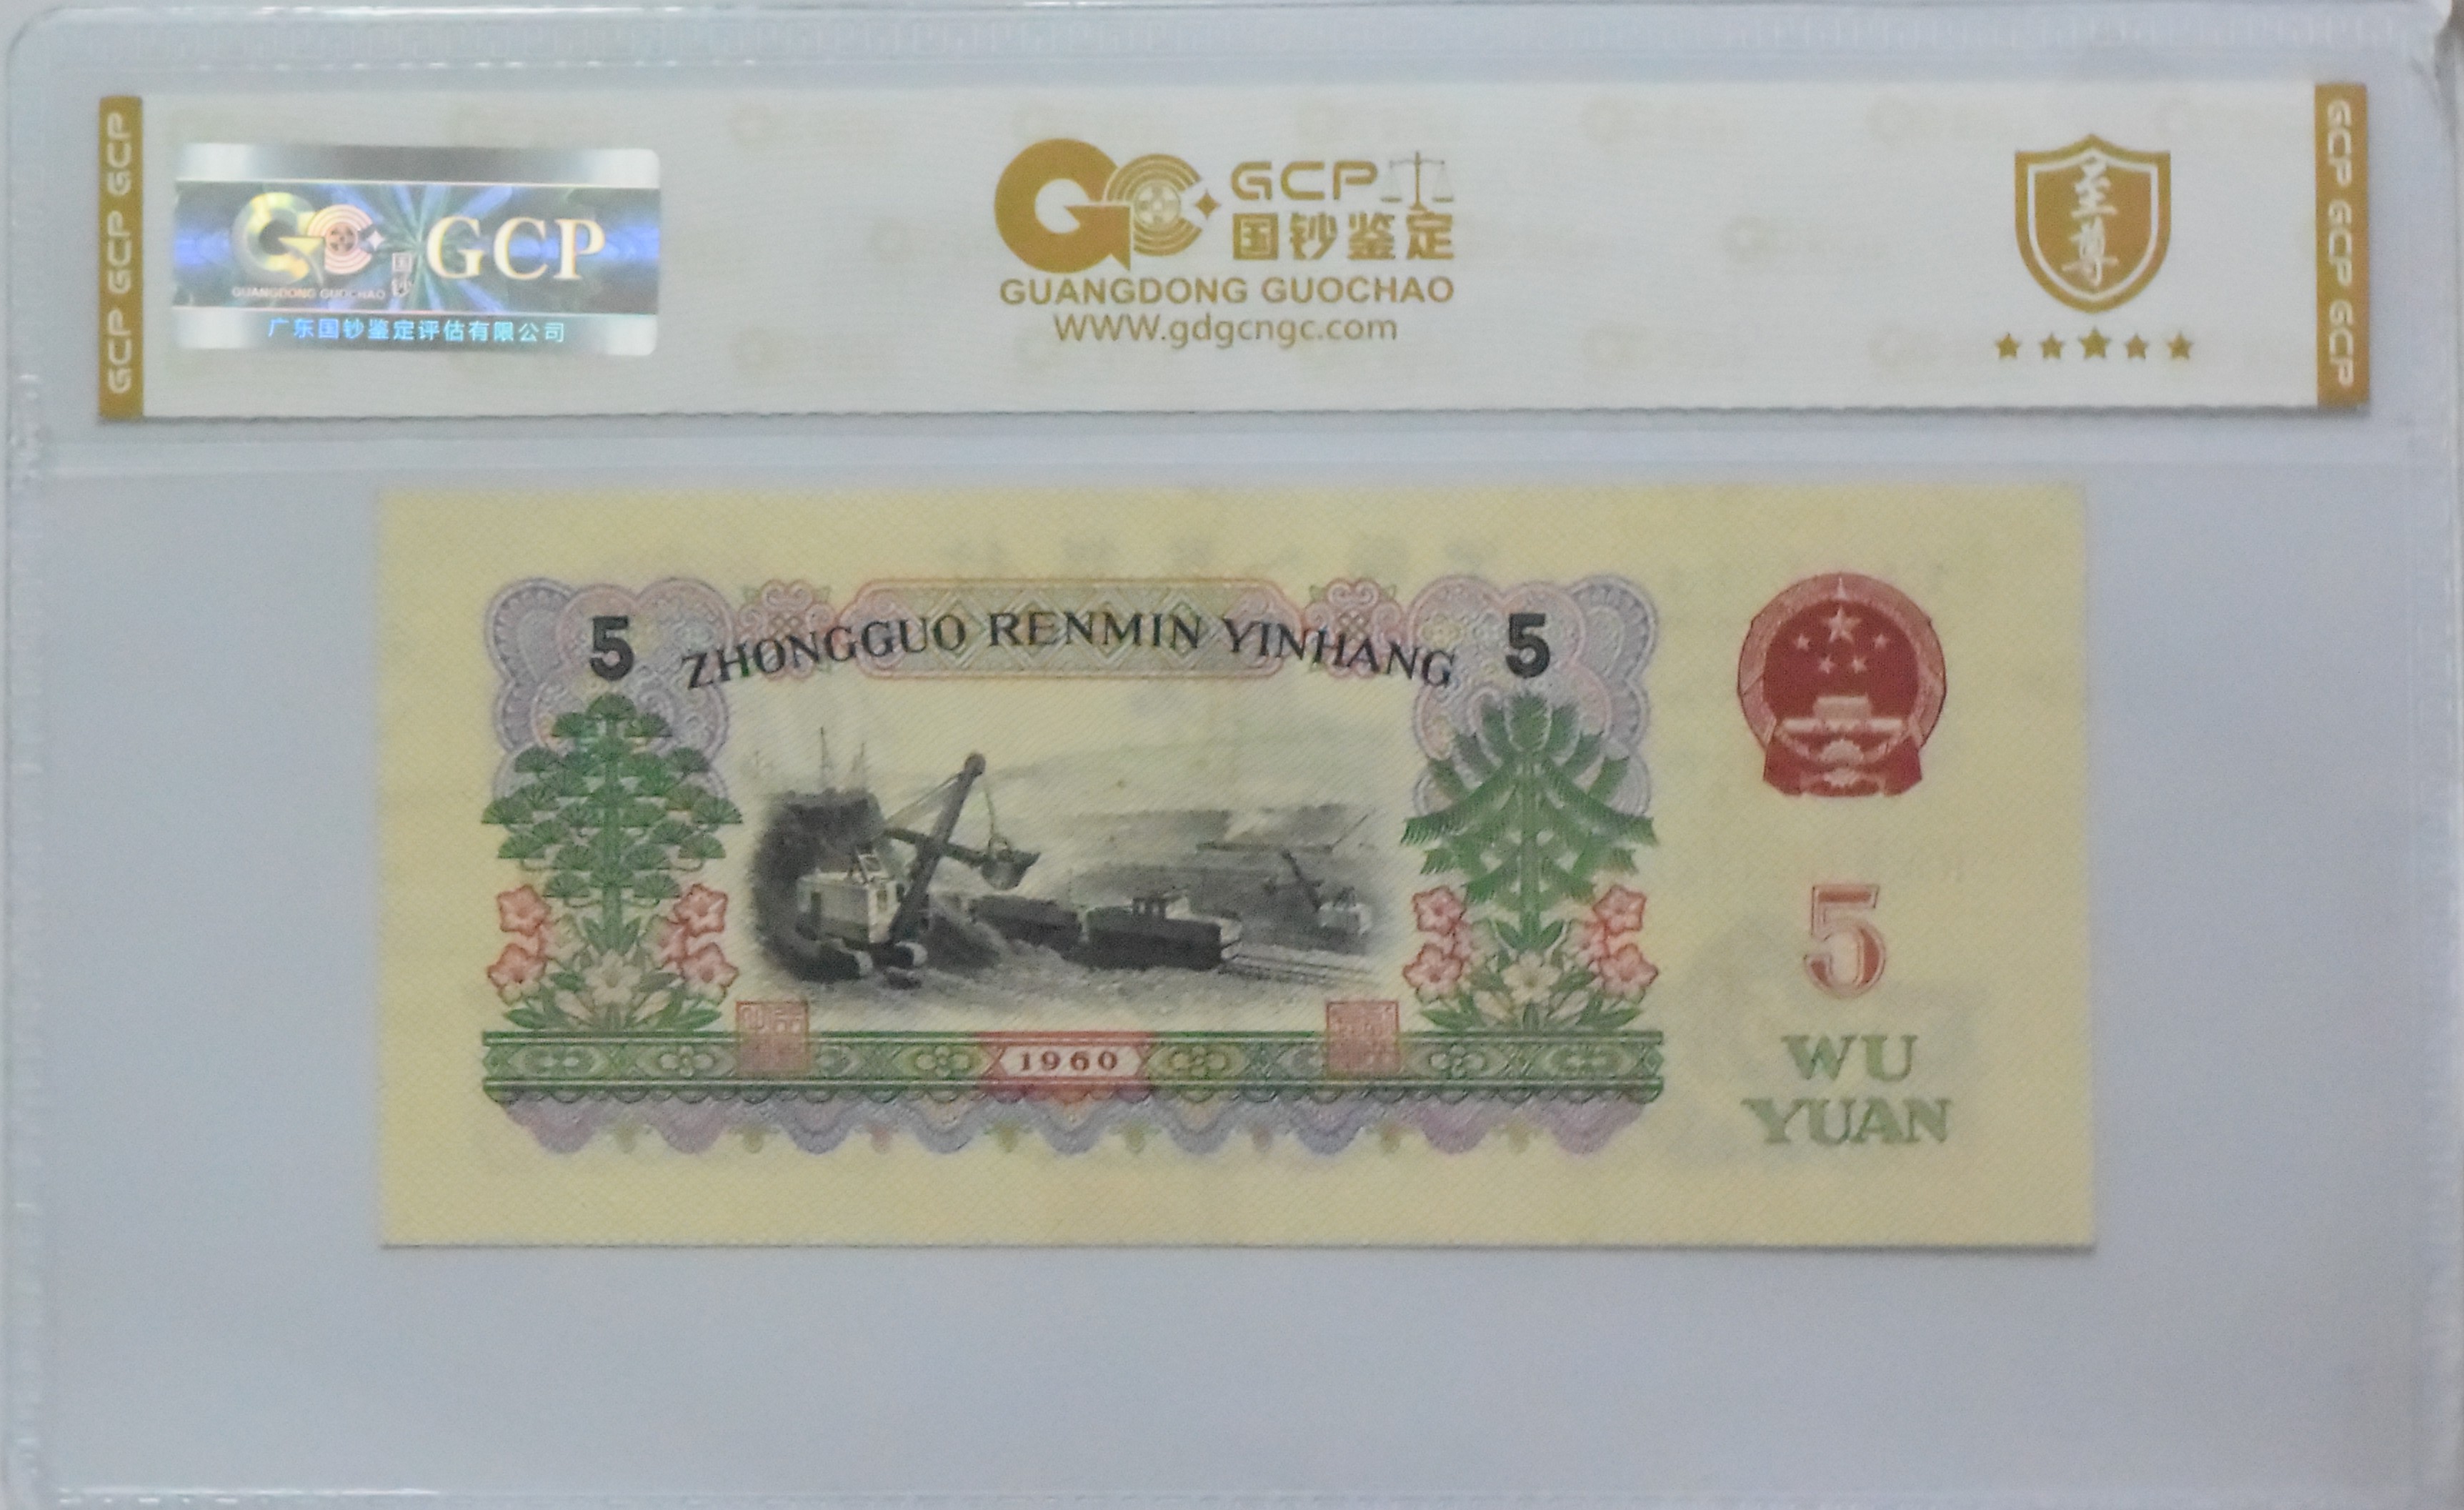 GCP GCP GCP
GCP
国钞
GUANGDONG GUOCHAO
广东国钞鉴定评估有限公司
GCP
国钞鉴定
GUANGDONG GUOCHAO
WWW.gdgcngc.com
至尊
GCP GCP GCP
5 ZHONGGUO RENMIN YINHANG 5
1960
5
WU
YUAN